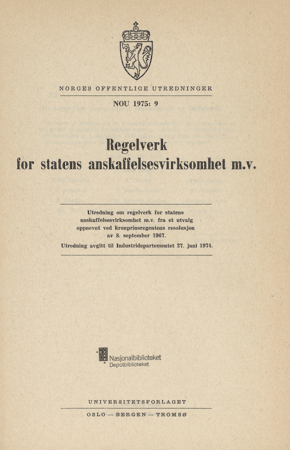 NORGES OFFENTLIGE UTREDNINGER
NOU 1975: 9
Regelverk
for statens anskaffelsesvirksomhet m.v.
Utredning om regelverk for statens
anskaffelsesvirksomhet m.v. fra et utvalg
oppnevnt ved kronprinsregentens resolusjon
av 8. september 1967.
Utredning avgitt til Industridepartementet 27. juni 1974.
Nasjonalbiblioteket
Depotbiblioteket
UNIVERSITETSFORLAGET
OSLO — BERGEN — TROMSØ